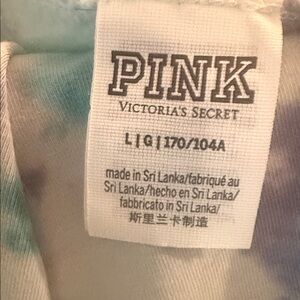 PINK
VICTORIA'S SECRET
L | G | 170/104A
made in Sri Lanka/fabriqué au
Sri Lanka/hecho en Sri Lanka/
fabbricato in Sri Lanka/
斯里兰卡制造